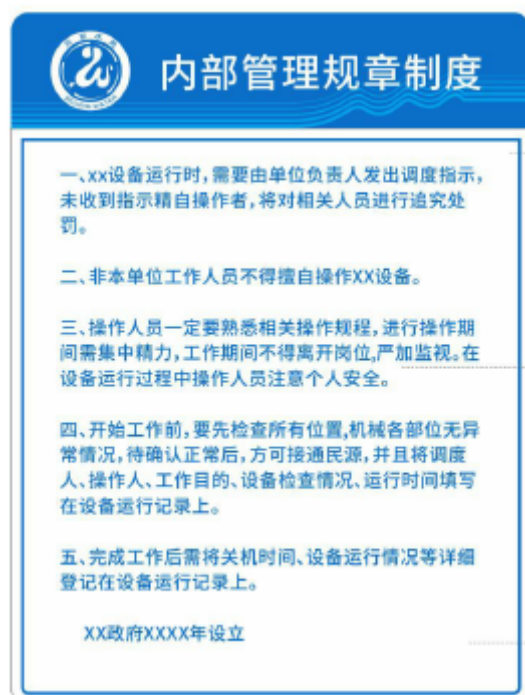 内部管理规章制度
一、xx设备运行时,需要由单位负责人发出调度指示,
未收到指示精自操作者,将对相关人员进行追究处
罚。
二、非本单位工作人员不得擅自操作XX设备。
三、操作人员一定要熟悉相关操作规程,进行操作期
间需集中精力,工作期间不得离开岗位,严加监视。在
设备运行过程中操作人员注意个人安全。
四、开始工作前,要先检查所有位置,机械各部位无异
常情况,待确认正常后,方可接通民源,并且将调度
人、操作人、工作目的、设备检查情况、运行时间填写
在设备运行记录上。
五、完成工作后需将关机时间、设备运行情况等详细
登记在设备运行记录上。
XX政府XXXX年设立